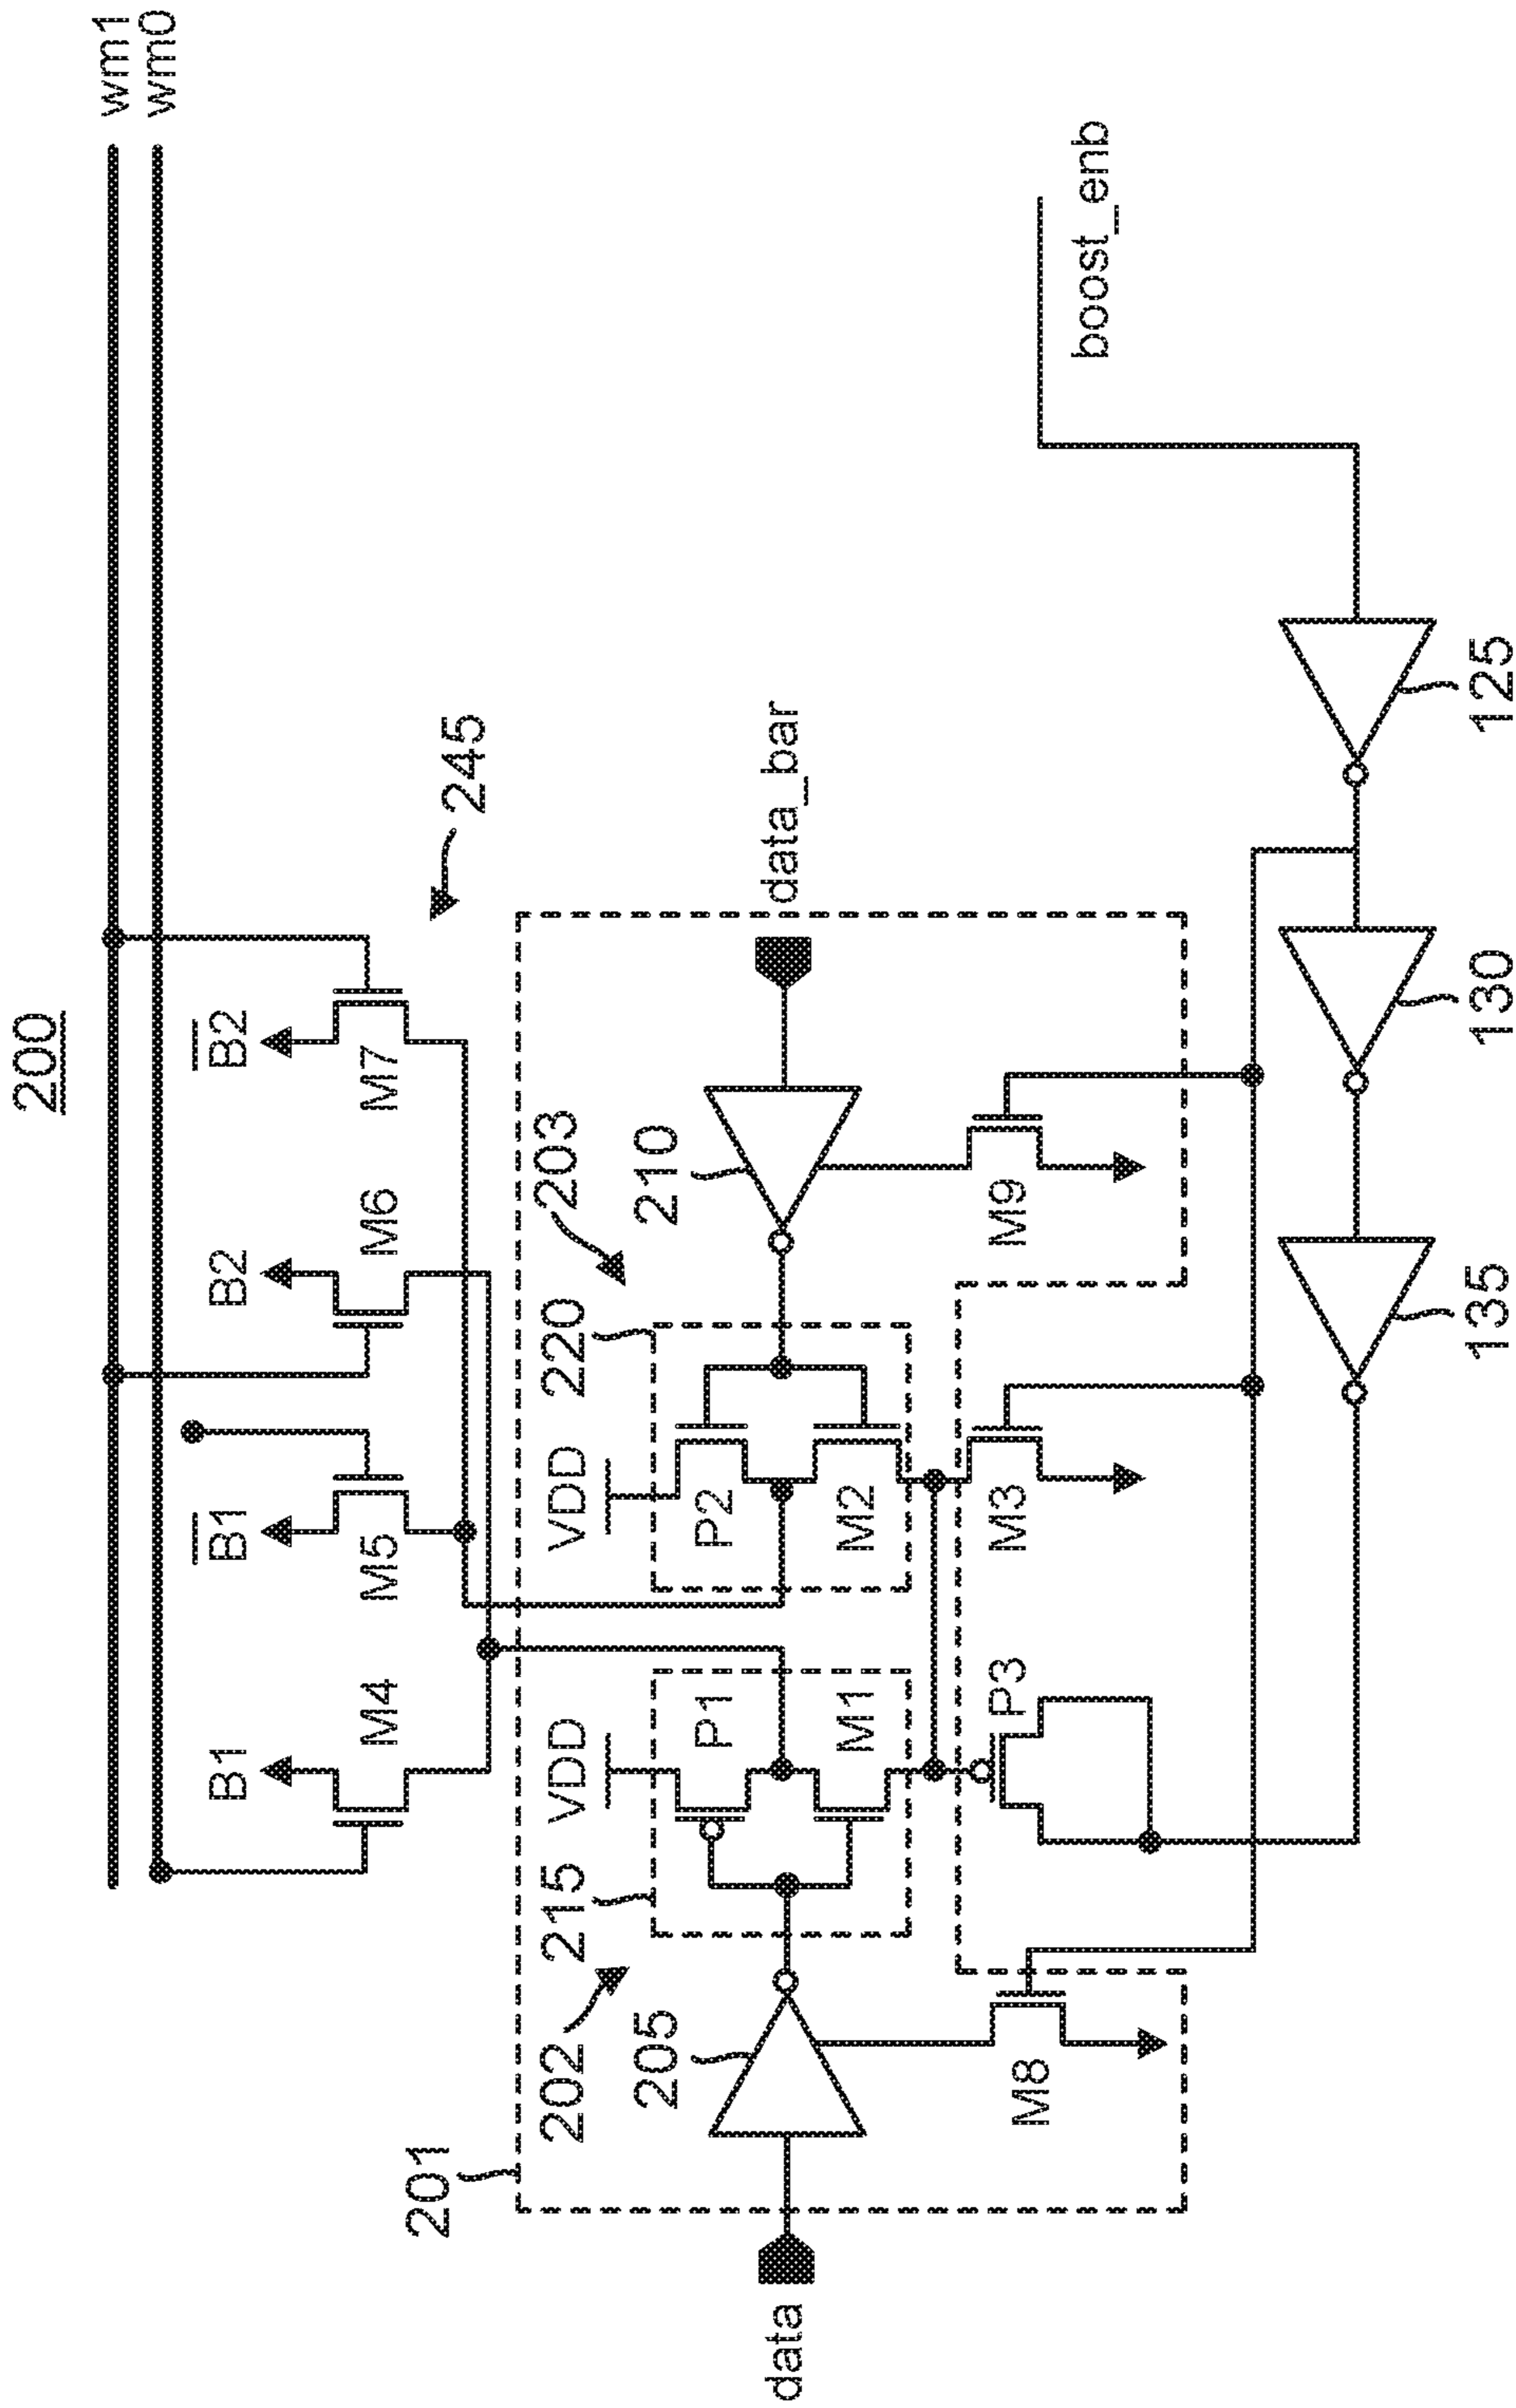 200
wm1
wm0
B1
B1
B2
B2
M4
M5
M6
M7
245
201
202
215
VDD
VDD
220
203
205
P1
P2
210
data
data_bar
M1
M2
M8
P3
M3
M9
boost_enb
135
130
125